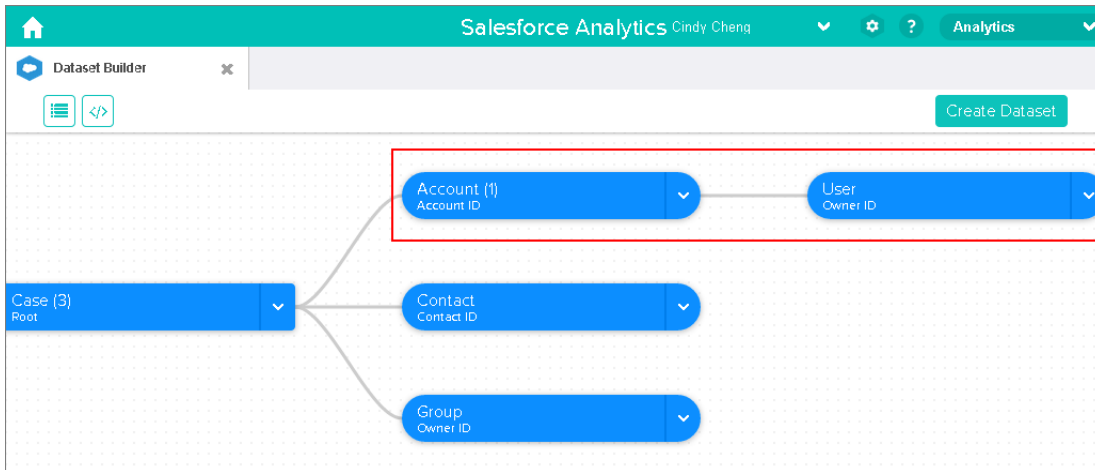 Salesforce Analytics Cindy Cheng ? Analytics
Dataset Builder
</> Create Dataset
Account (1)
Account ID
User
Owner ID
Case (3)
Root
Contact
Contact ID
Group
Owner ID